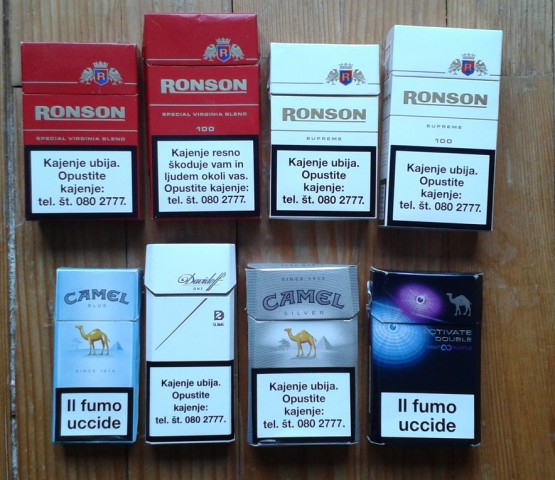 R
RONSON
SPECIAL VIRGINIA BLEND
Kajenje ubija.
Opustite
kajenje:
tel. št. 080 2777.
R
RONSON
SPECIAL VIRGINIA BLEND
100
Kajenje resno
škoduje vam in
ljudem okoli vas.
Opustite kajenje:
tel. št. 080 2777.
R
RONSON
SUPREME
Kajenje ubija.
Opustite
kajenje:
tel. št. 080 2777.
R
RONSON
SUPREME
100
Kajenje ubija.
Opustite
kajenje:
tel. št. 080 2777.
CAMEL
BLUE
SINCE 1913
Il fumo
uccide
Davidoff
ONE
SLIMS
Kajenje ubija.
Opustite
kajenje:
tel. št. 080 2777.
SINCE 1913
CAMEL
SILVER
Kajenje ubija.
Opustite
kajenje:
tel. št. 080 2777.
ACTIVATE
DOUBLE
Il fumo
uccide